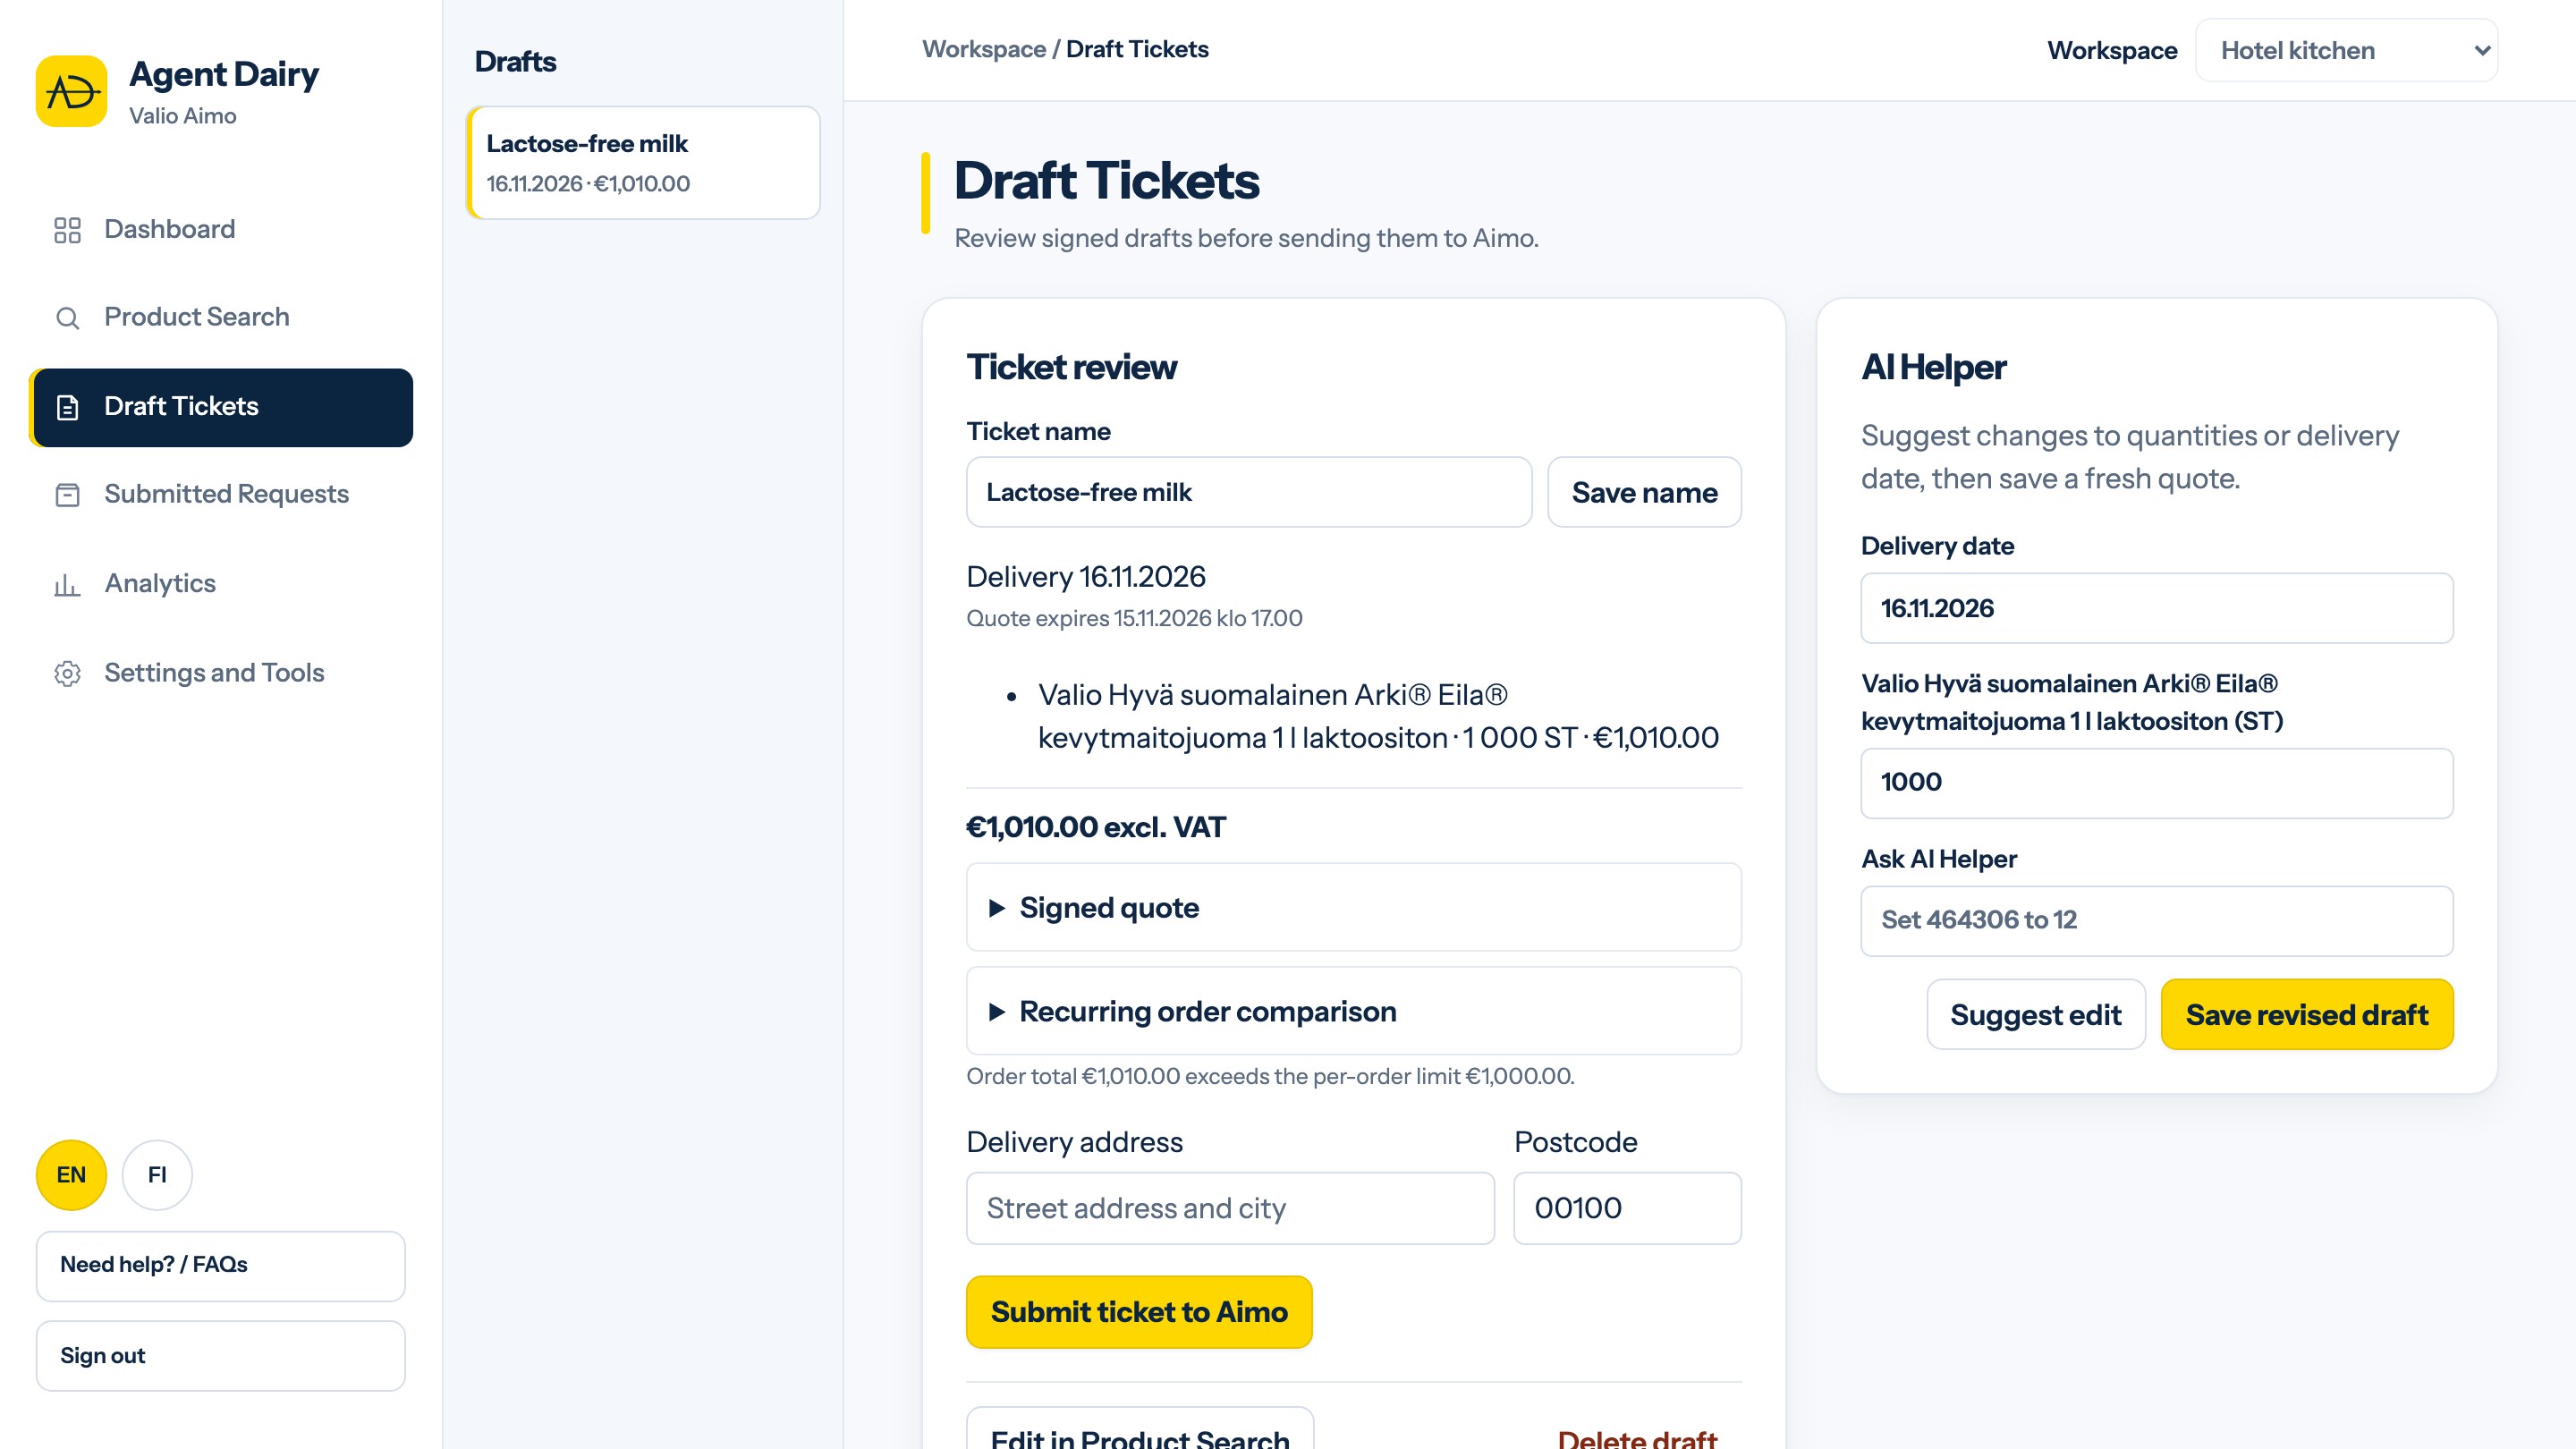 Agent Dairy
Valio Aimo
Dashboard
Product Search
Draft Tickets
Submitted Requests
Analytics
Settings and Tools
EN
FI
Need help? / FAQs
Sign out
Drafts
Lactose-free milk
16.11.2026 · €1,010.00
Workspace / Draft Tickets
Workspace
Hotel kitchen
Draft Tickets
Review signed drafts before sending them to Aimo.
Ticket review
Ticket name
Lactose-free milk
Save name
Delivery 16.11.2026
Quote expires 15.11.2026 klo 17.00
• Valio Hyvä suomalainen Arki® Eila®
kevytmaitojuoma 1 l laktoositon · 1 000 ST · €1,010.00
€1,010.00 excl. VAT
Signed quote
Recurring order comparison
Order total €1,010.00 exceeds the per-order limit €1,000.00.
Delivery address
Postcode
Street address and city
00100
Submit ticket to Aimo
Edit in Product Search
Delete draft
AI Helper
Suggest changes to quantities or delivery
date, then save a fresh quote.
Delivery date
16.11.2026
Valio Hyvä suomalainen Arki® Eila®
kevytmaitojuoma 1 l laktoositon (ST)
1000
Ask AI Helper
Set 464306 to 12
Suggest edit
Save revised draft